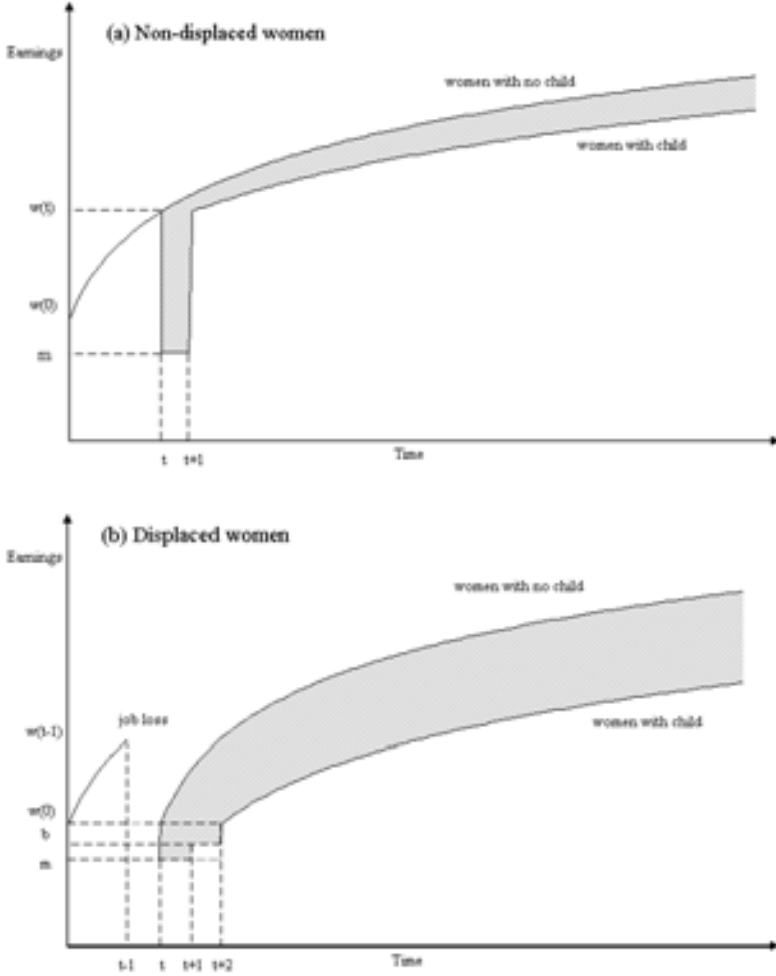 (a) Non-displaced women
Earnings
women with no child
women with child
w(t)
w(0)
m
t t+1
Time
(b) Displaced women
Earnings
women with no child
job loss
w(t-1)
women with child
w(0)
b
m
t-1 t t+1 t+2
Time